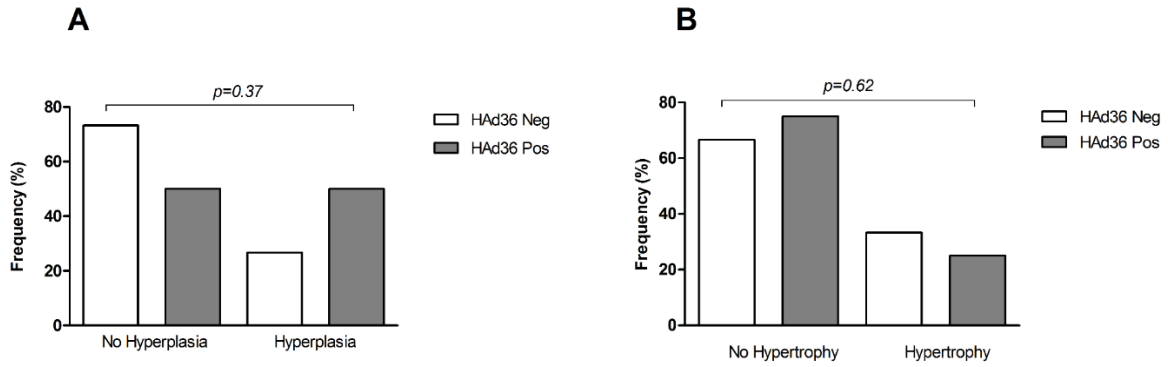 A
p=0.37
80
60
40
20
0
Frequency (%)
No Hyperplasia
Hyperplasia
HAd36 Neg
HAd36 Pos
B
p=0.62
80
60
40
20
0
Frequency (%)
No Hypertrophy
Hypertrophy
HAd36 Neg
HAd36 Pos